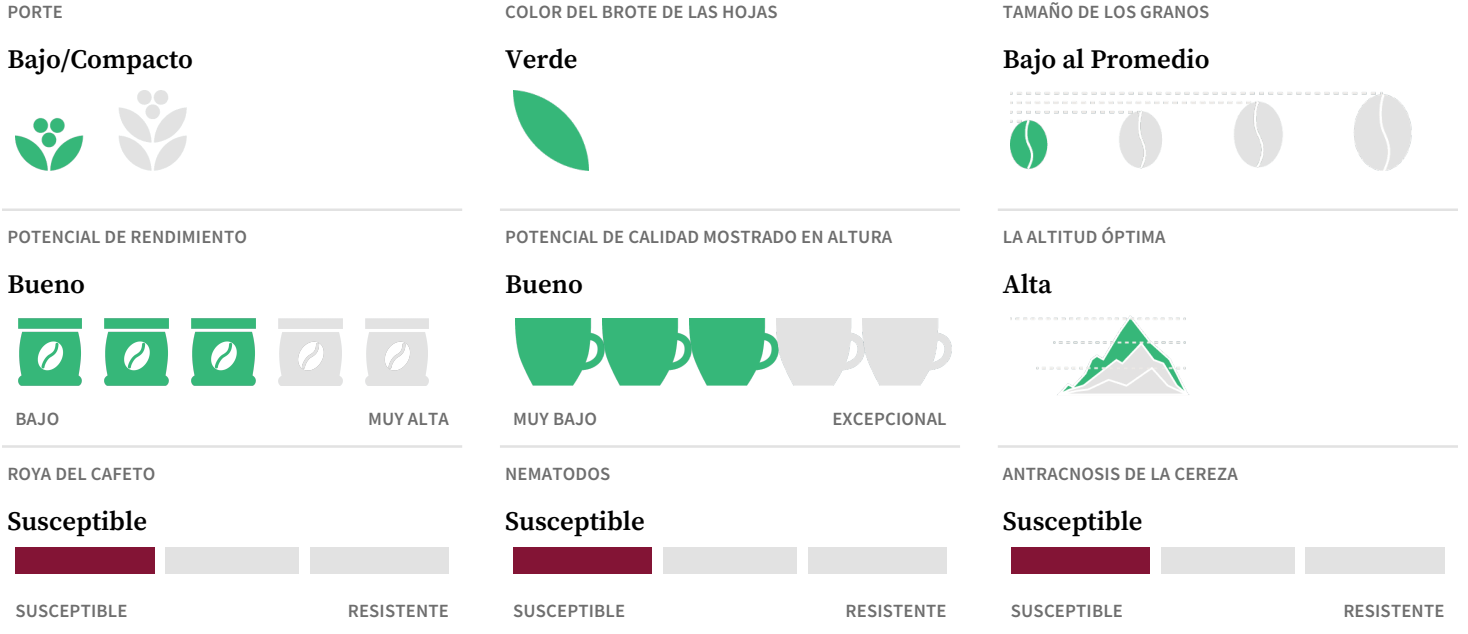 PORTE
Bajo/Compacto
COLOR DEL BROTE DE LAS HOJAS
Verde
TAMAÑO DE LOS GRANOS
Bajo al Promedio
POTENCIAL DE RENDIMIENTO
Bueno
BAJO
MUY ALTA
POTENCIAL DE CALIDAD MOSTRADO EN ALTURA
Bueno
MUY BAJO
EXCEPCIONAL
LA ALTITUD ÓPTIMA
Alta
ROYA DEL CAFETO
Susceptible
SUSCEPTIBLE
RESISTENTE
NEMATODOS
Susceptible
SUSCEPTIBLE
RESISTENTE
ANTRACNOSIS DE LA CEREZA
Susceptible
SUSCEPTIBLE
RESISTENTE